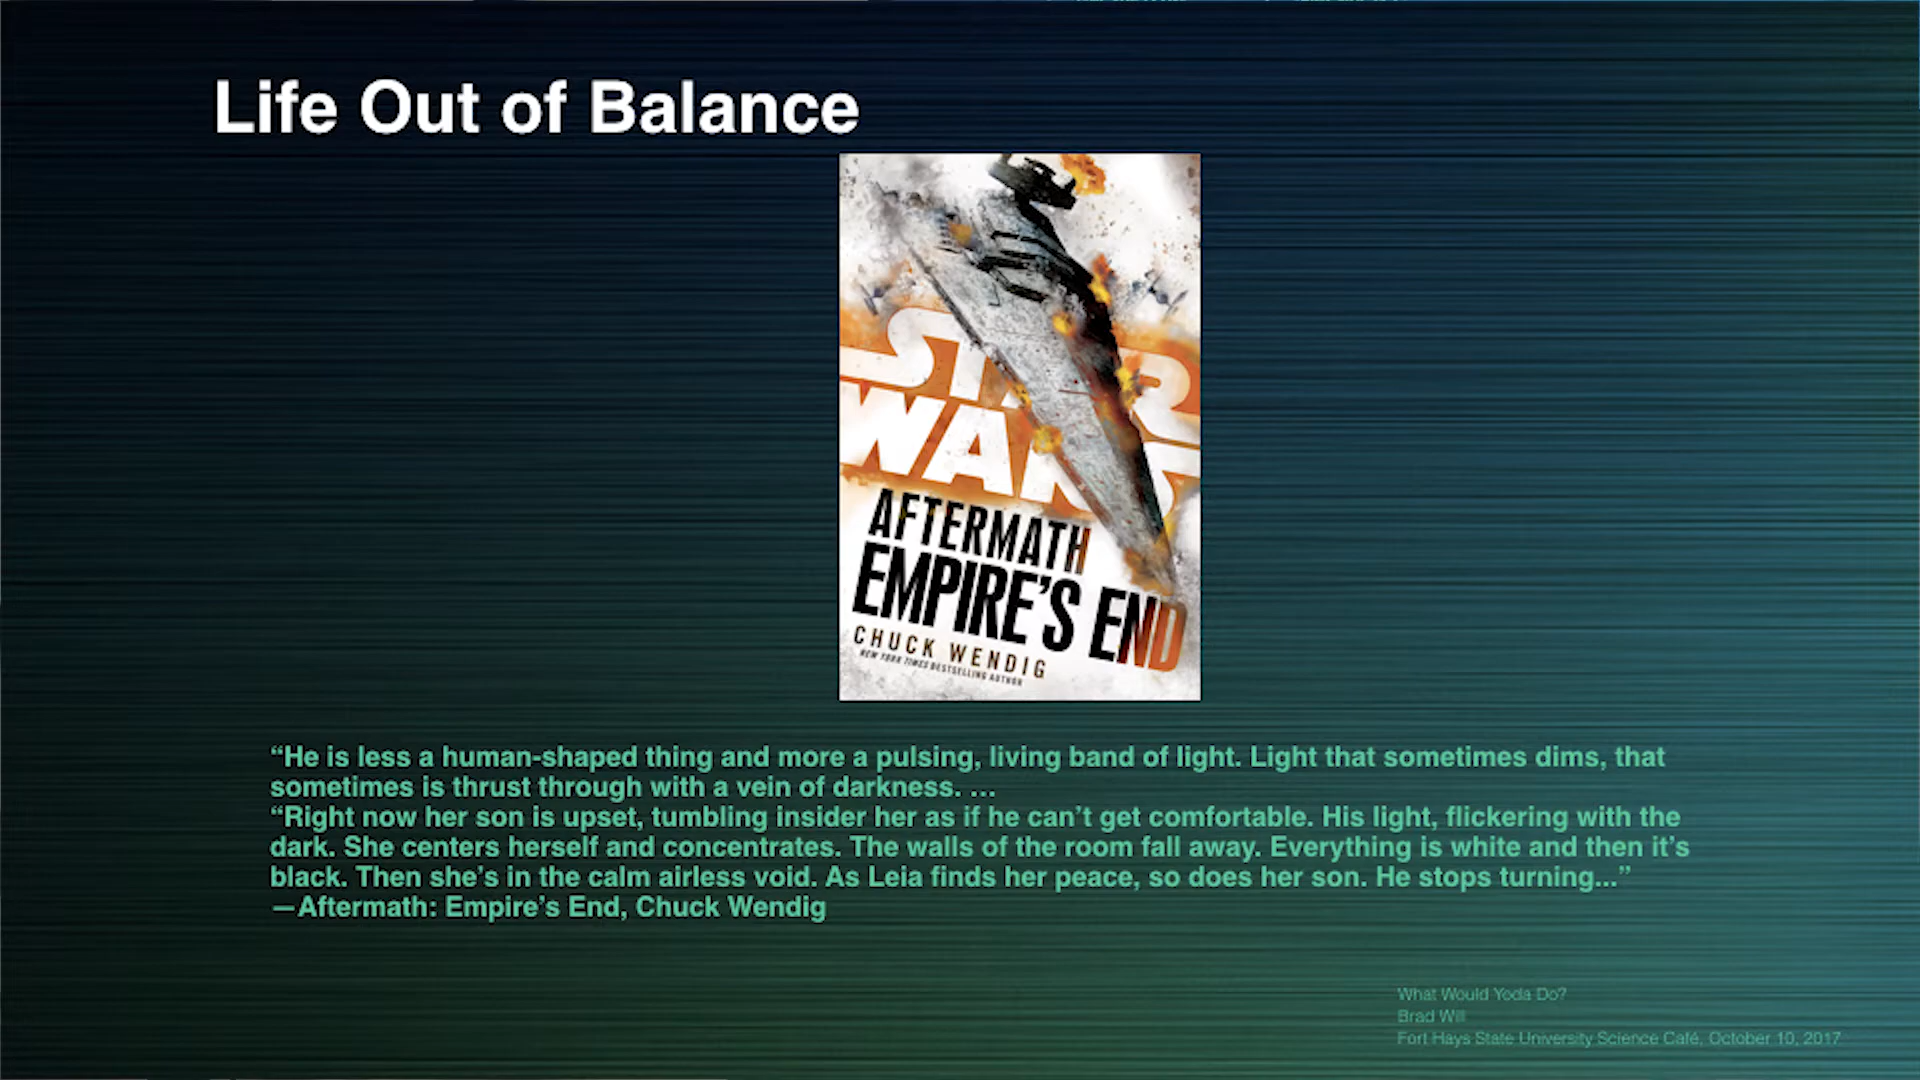 Life Out of Balance
STAR
WARS
AFTERMATH
EMPIRE'S END
CHUCK WENDIG
NEW YORK TIMES BESTSELLING AUTHOR
“He is less a human-shaped thing and more a pulsing, living band of light. Light that sometimes dims, that
sometimes is thrust through with a vein of darkness. …
“Right now her son is upset, tumbling insider her as if he can’t get comfortable. His light, flickering with the
dark. She centers herself and concentrates. The walls of the room fall away. Everything is white and then it’s
black. Then she’s in the calm airless void. As Leia finds her peace, so does her son. He stops turning...”
—Aftermath: Empire’s End, Chuck Wendig
What Would Yoda Do?
Brad Will
Fort Hays State University Science Café, October 10, 2017